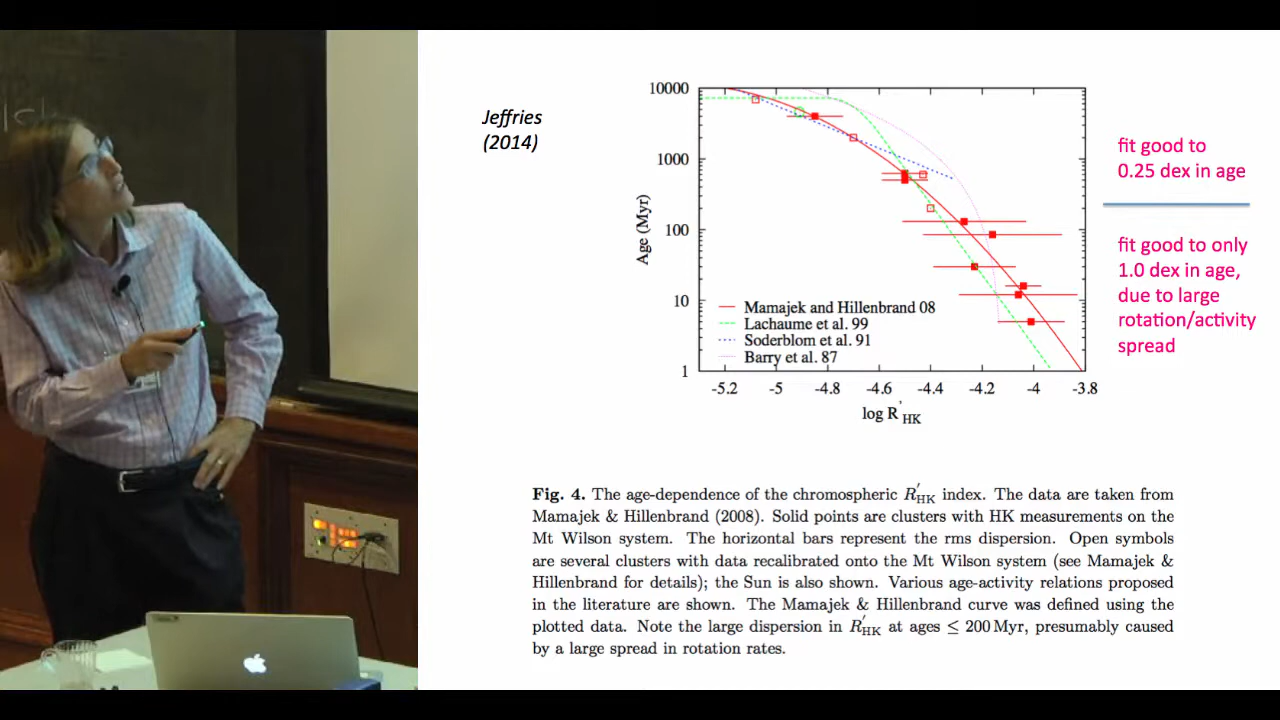 Jeffries
(2014)
10000
1000
100
10
1
Age (Myr)
Mamajek and Hillenbrand 08
Lachaume et al. 99
Soderblom et al. 91
Barry et al. 87
-5.2 -5 -4.8 -4.6 -4.4 -4.2 -4 -3.8
log R'HK
fit good to
0.25 dex in age
fit good to only
1.0 dex in age,
due to large
rotation/activity
spread
Fig. 4. The age-dependence of the chromospheric R′HK index. The data are taken from
Mamajek & Hillenbrand (2008). Solid points are clusters with HK measurements on the
Mt Wilson system. The horizontal bars represent the rms dispersion. Open symbols
are several clusters with data recalibrated onto the Mt Wilson system (see Mamajek &
Hillenbrand for details); the Sun is also shown. Various age-activity relations proposed
in the literature are shown. The Mamajek & Hillenbrand curve was defined using the
plotted data. Note the large dispersion in R′HK at ages ≤ 200 Myr, presumably caused
by a large spread in rotation rates.